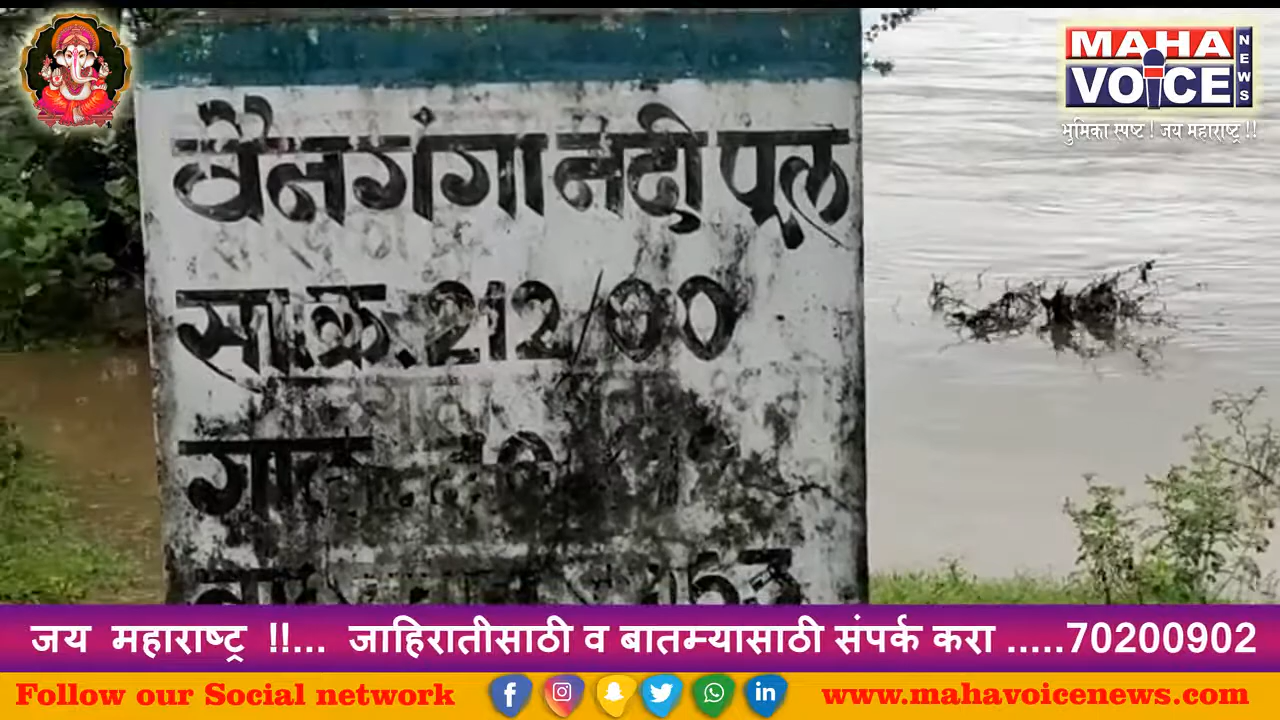 MAHA
VOICE
NEWS
भुमिका स्पष्ट ! जय महाराष्ट्र !!
वैनगंगा नदी पूल
सा.क्र. 212/00
जय महाराष्ट्र !!... जाहिरातीसाठी व बातम्यासाठी संपर्क करा .....70200902
Follow our Social network
www.mahavoicenews.com